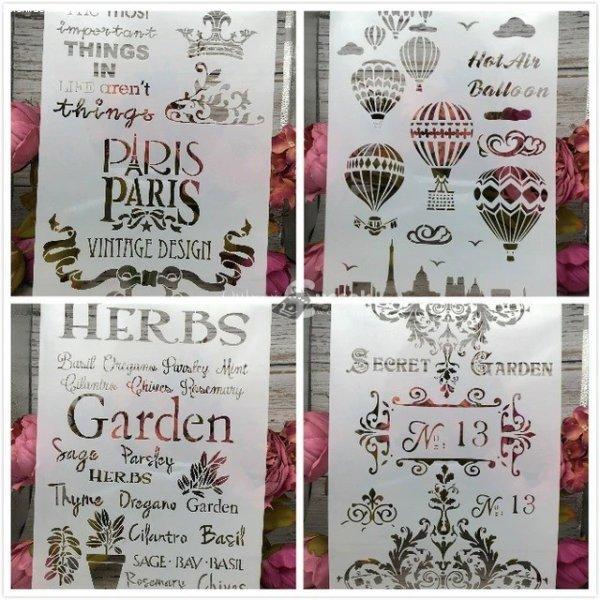 The most
important
THINGS
IN
LIFE aren't
things
PARIS
PARIS
VINTAGE DESIGN
Hot Air
Balloon
HERBS
Basil Oregano Parsley Mint
Cilantro Chives Rosemary
Garden
Sage Parsley
HERBS
Thyme Oregano Garden
Cilantro Basil
SAGE·BAY·BASIL
Rosemary Chives
SECRET GARDEN
No: 13
No: 13